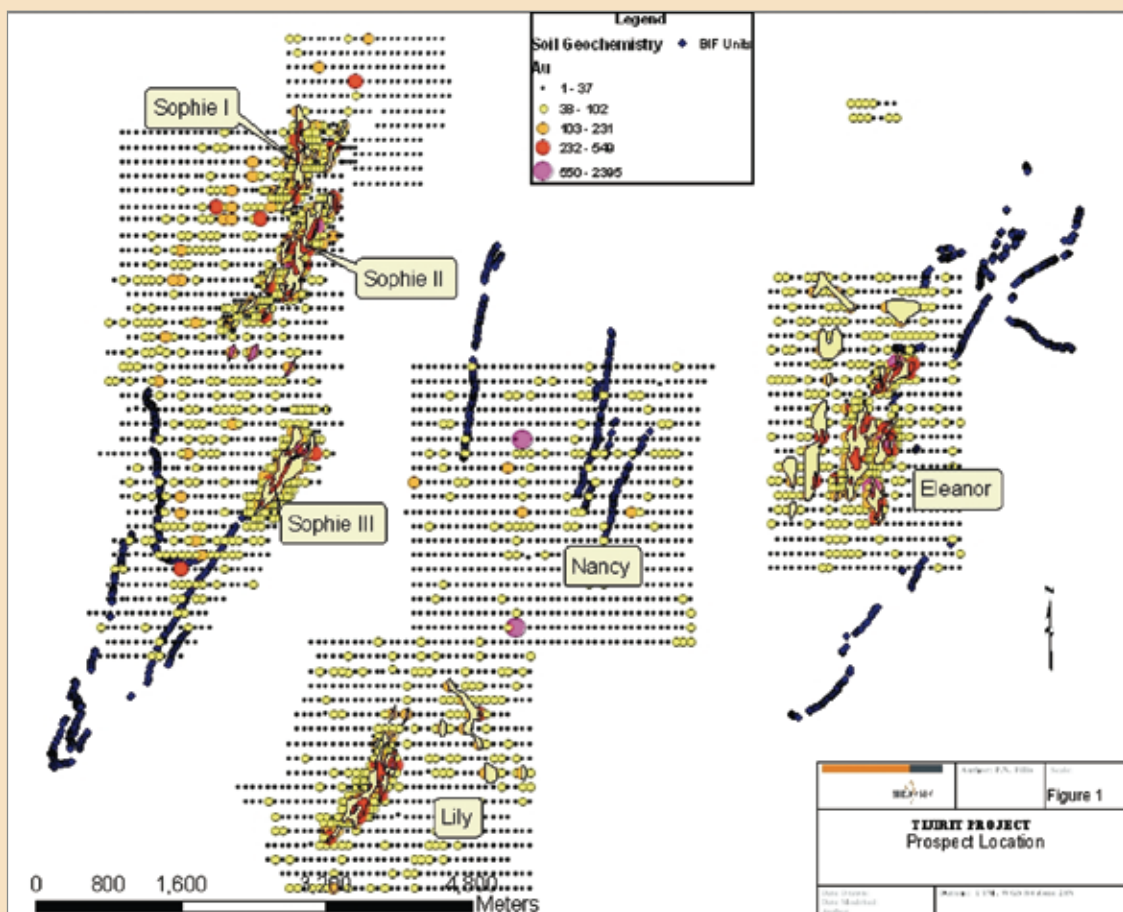 Legend
Soil Geochemistry BIF Units
Au
1 - 37
38 - 102
103 - 231
232 - 549
550 - 2395
Sophie I
Sophie II
Sophie III
Nancy
Eleanor
Lily
0 800 1,600 3,200 4,800
Meters
Figure 1
TIJIRIT PROJECT
Prospect Location